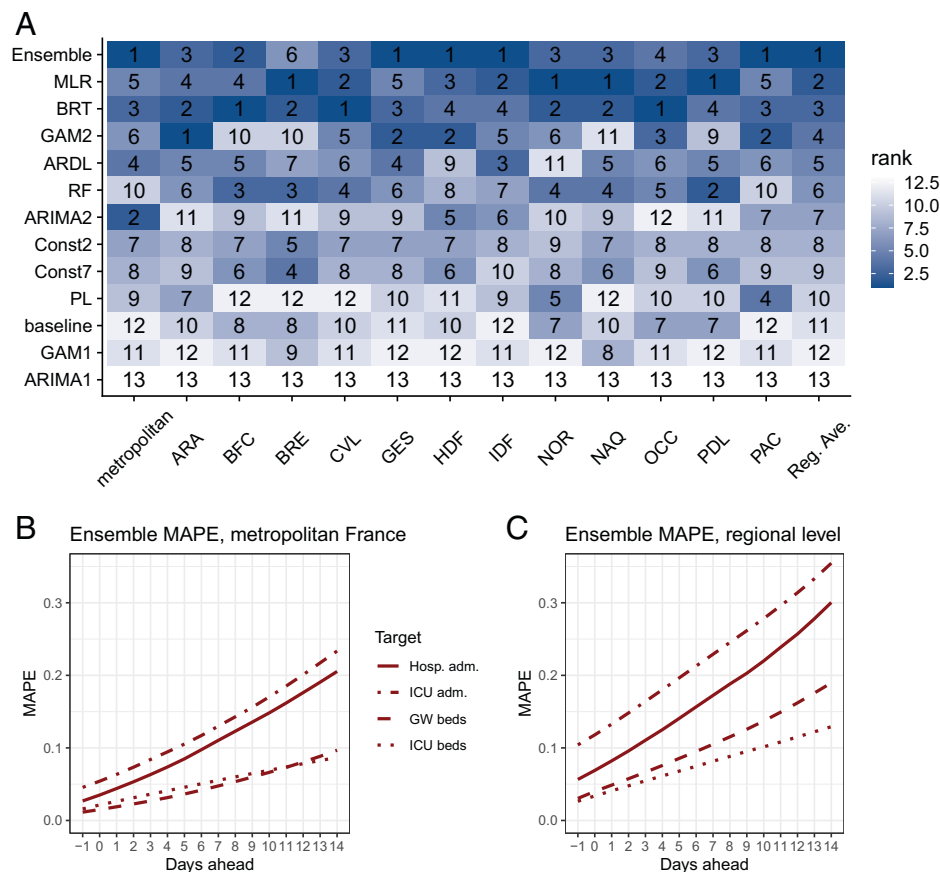 A
Ensemble 1 3 2 6 3 1 1 1 3 3 4 3 1 1
MLR 5 4 4 1 2 5 3 2 1 1 2 1 5 2
BRT 3 2 1 2 1 3 4 4 2 2 1 4 3 3
GAM2 6 1 10 10 5 2 2 5 6 11 3 9 2 4
ARDL 4 5 5 7 6 4 9 3 11 5 6 5 6 5
RF 10 6 3 3 4 6 8 7 4 4 5 2 10 6
ARIMA2 2 11 9 11 9 9 5 6 10 9 12 11 7 7
Const2 7 8 7 5 7 7 7 8 9 7 8 8 8 8
Const7 8 9 6 4 8 8 6 10 8 6 9 6 9 9
PL 9 7 12 12 12 10 11 9 5 12 10 10 4 10
baseline 12 10 8 8 10 11 10 12 7 10 7 7 12 11
GAM1 11 12 11 9 11 12 12 11 12 8 11 12 11 12
ARIMA1 13 13 13 13 13 13 13 13 13 13 13 13 13 13
metropolitan ARA BFC BRE CVL GES HDF IDF NOR NAQ OCC PDL PAC Reg. Ave.
rank
12.5
10.0
7.5
5.0
2.5
B
Ensemble MAPE, metropolitan France
MAPE
0.3
0.2
0.1
0.0
−1 0 1 2 3 4 5 6 7 8 9 10 11 12 13 14
Days ahead
Target
Hosp. adm.
ICU adm.
GW beds
ICU beds
C
Ensemble MAPE, regional level
MAPE
0.3
0.2
0.1
0.0
−1 0 1 2 3 4 5 6 7 8 9 10 11 12 13 14
Days ahead